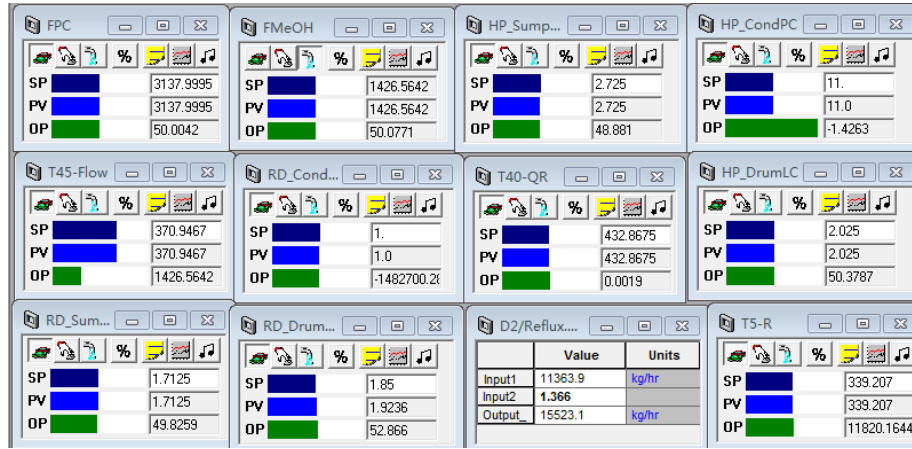 FPC
%
SP 3137.9995
PV 3137.9995
OP 50.0042
FMeOH
%
SP 1426.5642
PV 1426.5642
OP 50.0771
HP_Sump...
%
SP 2.725
PV 2.725
OP 48.881
HP_CondPC
%
SP 11.
PV 11.0
OP -1.4263
T45-Flow
%
SP 370.9467
PV 370.9467
OP 1426.5642
RD_Cond...
%
SP 1.
PV 1.0
OP -1482700.28
T40-QR
%
SP 432.8675
PV 432.8675
OP 0.0019
HP_DrumLC
%
SP 2.025
PV 2.025
OP 50.3787
RD_Sum...
%
SP 1.7125
PV 1.7125
OP 49.8259
RD_Drum...
%
SP 1.85
PV 1.9236
OP 52.866
D2/Reflux....
Value Units
Input1 11363.9 kg/hr
Input2 1.366
Output_ 15523.1 kg/hr
T5-R
%
SP 339.207
PV 339.207
OP 11820.1644